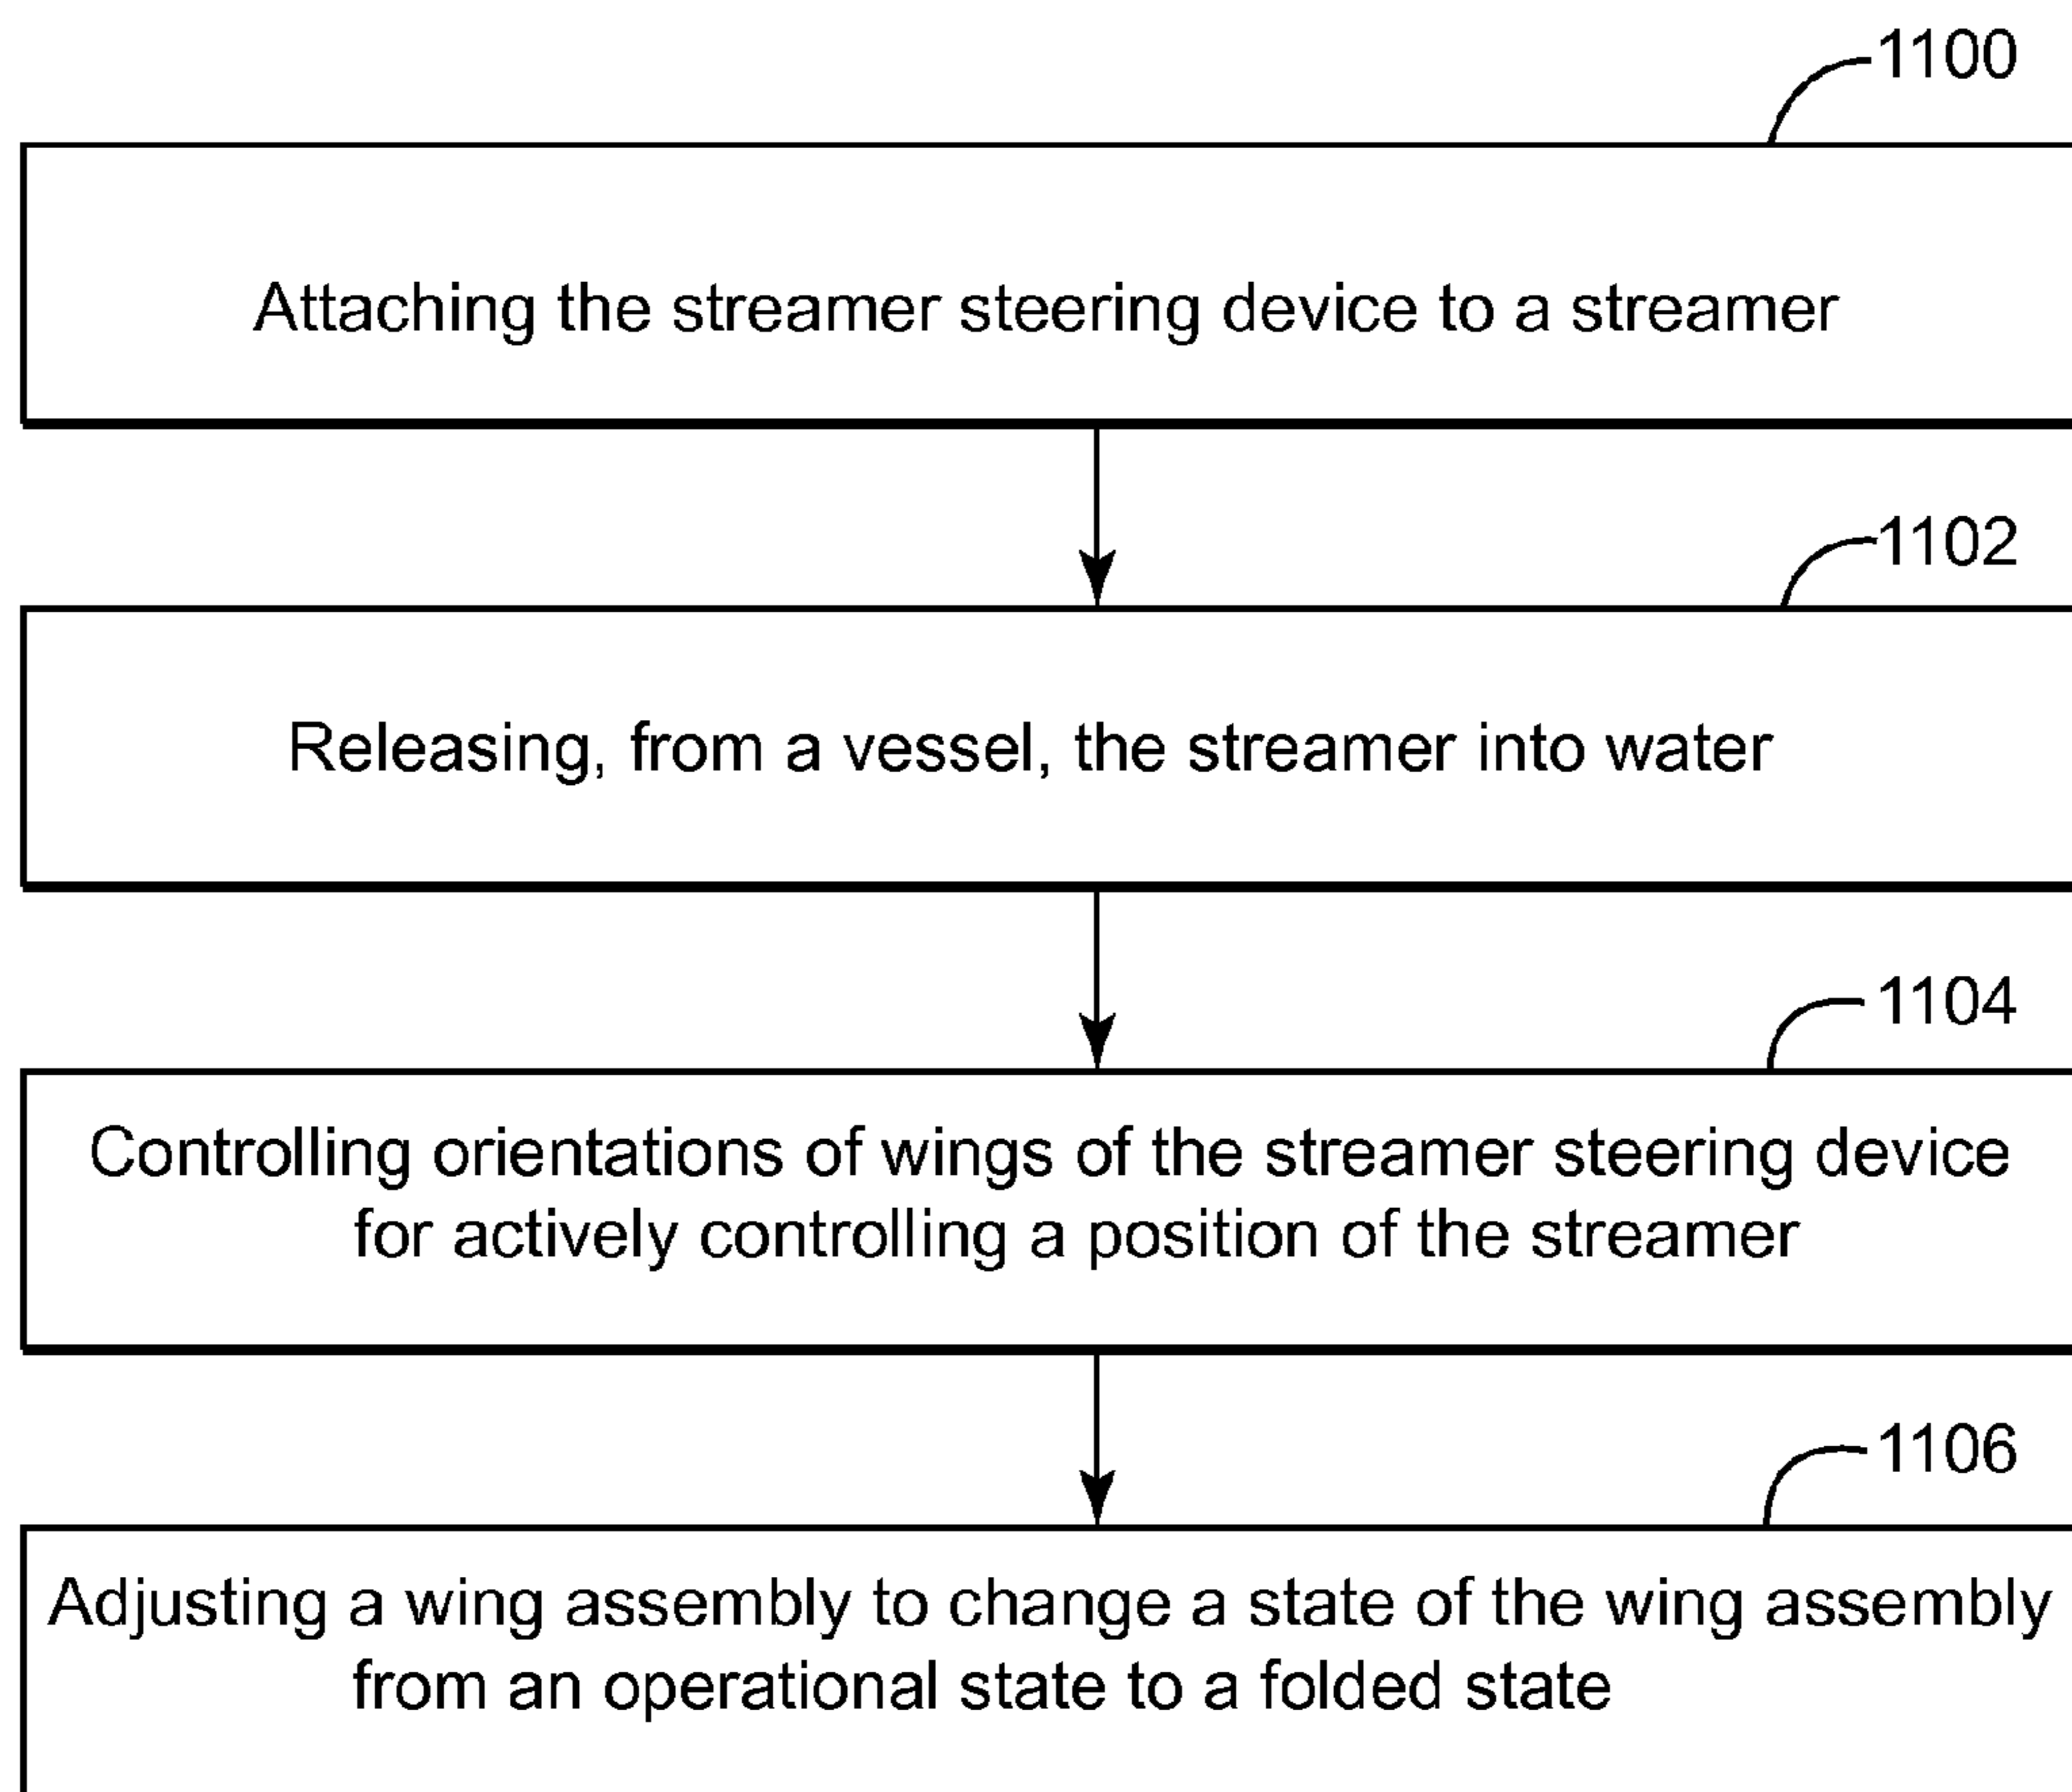 1100
Attaching the streamer steering device to a streamer
1102
Releasing, from a vessel, the streamer into water
1104
Controlling orientations of wings of the streamer steering device
for actively controlling a position of the streamer
1106
Adjusting a wing assembly to change a state of the wing assembly
from an operational state to a folded state